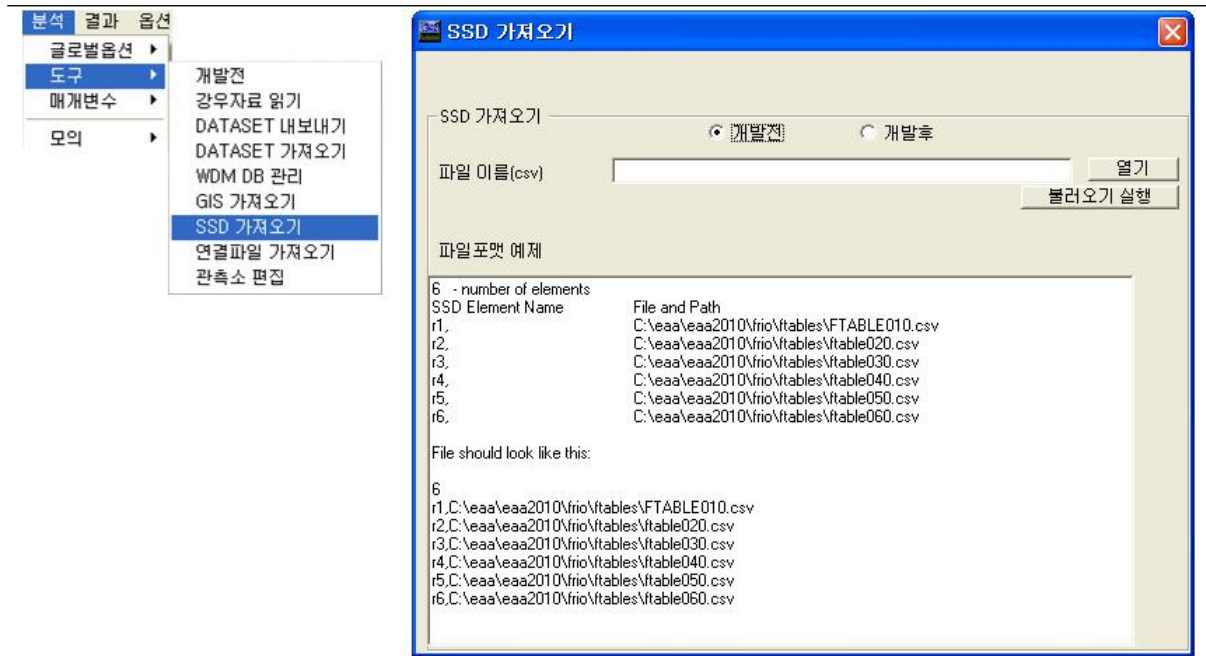 분석 결과 옵션
글로벌옵션
도구
매개변수
모의
개발전
강우자료 읽기
DATASET 내보내기
DATASET 가져오기
WDM DB 관리
GIS 가져오기
SSD 가져오기
연결파일 가져오기
관측소 편집
SSD 가져오기
SSD 가져오기
개발전 개발후
파일 이름(csv) 열기
불러오기 실행
파일포맷 예제
6 - number of elements
SSD Element Name File and Path
r1, C:\eaa\eaa2010\frio\ftables\FTABLE010.csv
r2, C:\eaa\eaa2010\frio\ftables\ftable020.csv
r3, C:\eaa\eaa2010\frio\ftables\ftable030.csv
r4, C:\eaa\eaa2010\frio\ftables\ftable040.csv
r5, C:\eaa\eaa2010\frio\ftables\ftable050.csv
r6, C:\eaa\eaa2010\frio\ftables\ftable060.csv
File should look like this:
6
r1,C:\eaa\eaa2010\frio\ftables\FTABLE010.csv
r2,C:\eaa\eaa2010\frio\ftables\ftable020.csv
r3,C:\eaa\eaa2010\frio\ftables\ftable030.csv
r4,C:\eaa\eaa2010\frio\ftables\ftable040.csv
r5,C:\eaa\eaa2010\frio\ftables\ftable050.csv
r6,C:\eaa\eaa2010\frio\ftables\ftable060.csv